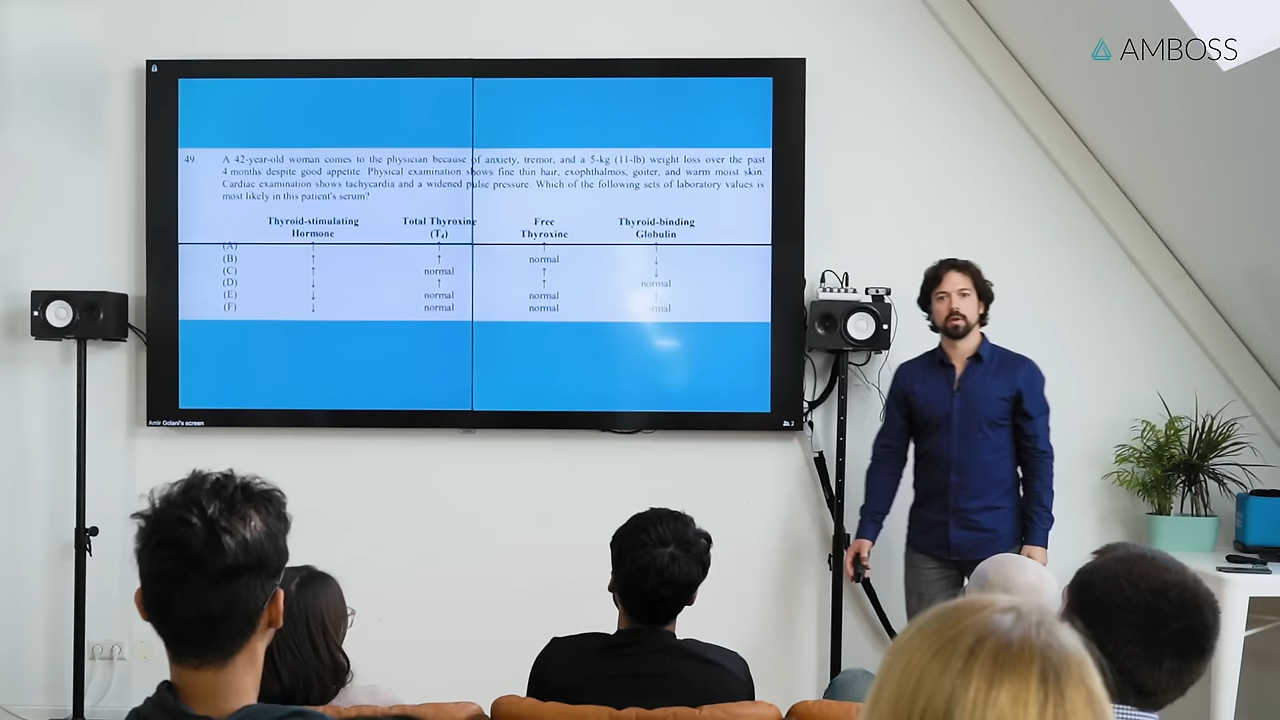 AMBOSS
49. A 42-year-old woman comes to the physician because of anxiety, tremor, and a 5-kg (11-lb) weight loss over the past
4 months despite good appetite. Physical examination shows fine thin hair, exophthalmos, goiter, and warm moist skin.
Cardiac examination shows tachycardia and a widened pulse pressure. Which of the following sets of laboratory values is
most likely in this patient's serum?
Thyroid-stimulating Total Thyroxine Free Thyroid-binding
Hormone (T4) Thyroxine Globulin
(A) ↑ ↑ ↑ ↑
(B) ↑ ↑ normal ↓
(C) ↑ normal ↑ ↓
(D) ↓ ↑ ↑ normal
(E) ↓ normal normal
(F) ↓ normal normal
Amir Golani's screen
2